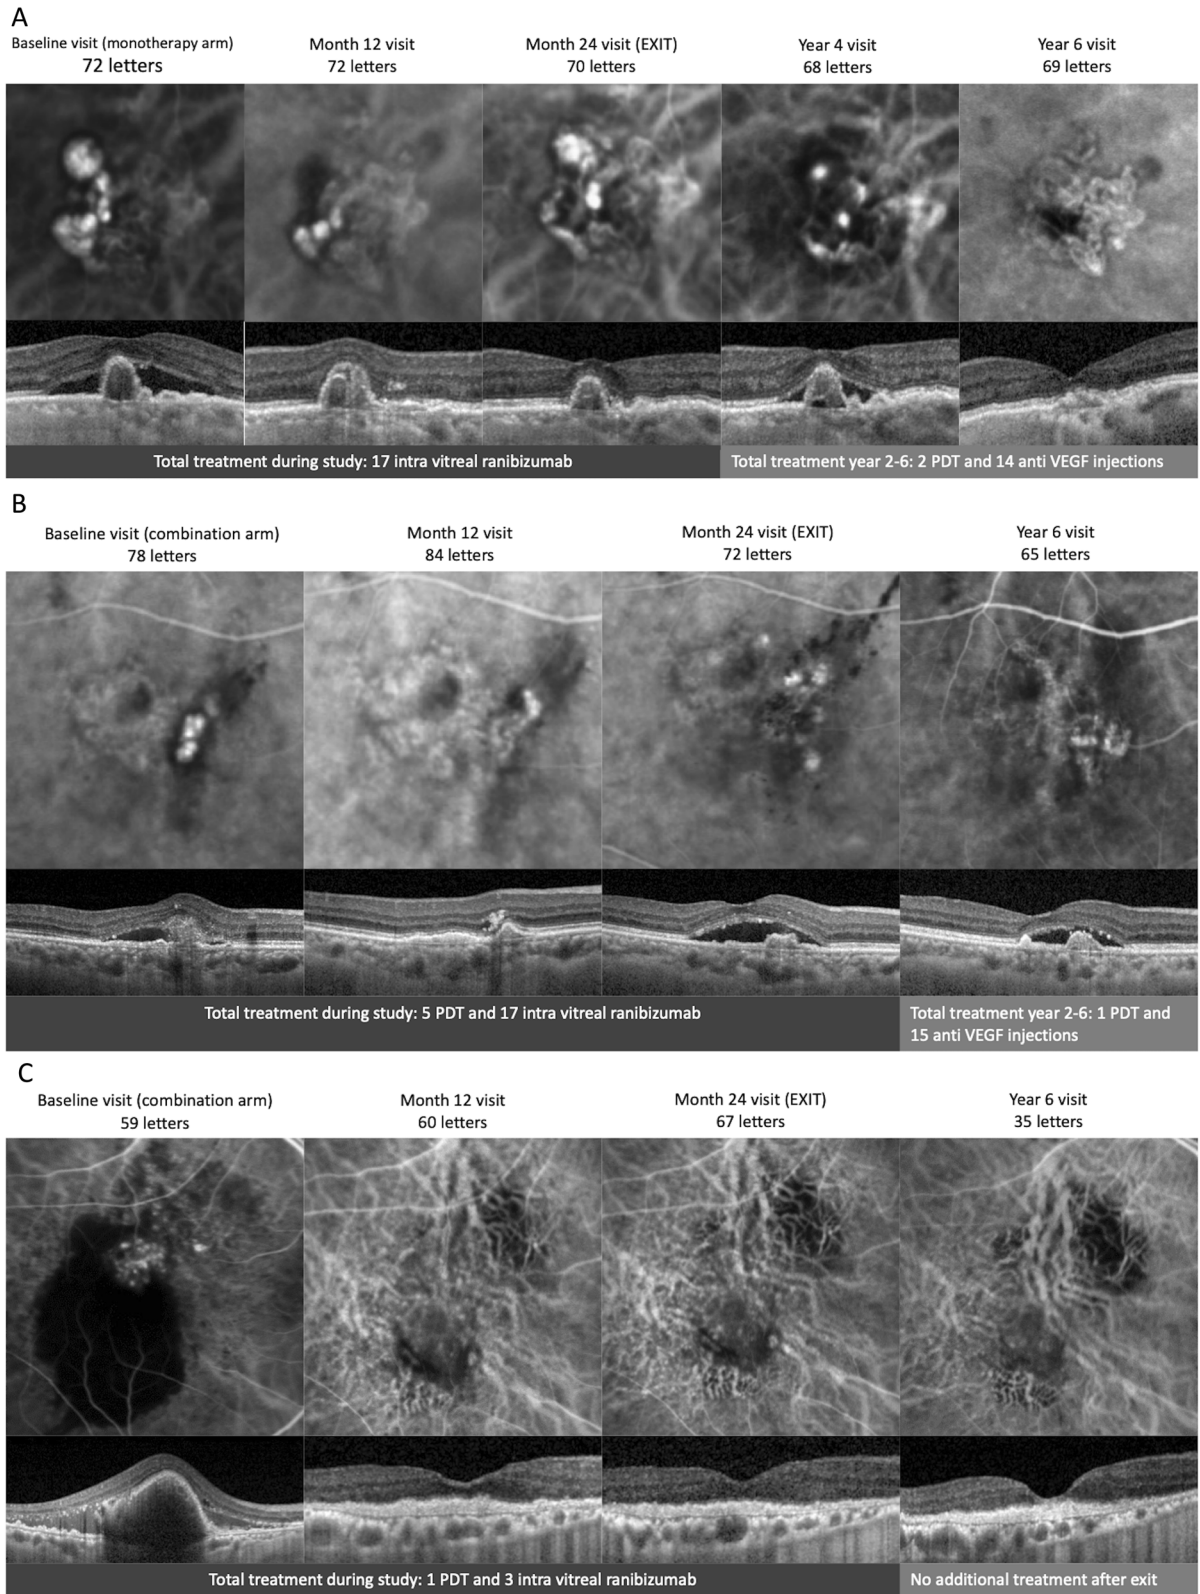 A
Baseline visit (monotherapy arm)
72 letters
Month 12 visit
72 letters
Month 24 visit (EXIT)
70 letters
Year 4 visit
68 letters
Year 6 visit
69 letters
Total treatment during study: 17 intra vitreal ranibizumab
Total treatment year 2-6: 2 PDT and 14 anti VEGF injections
B
Baseline visit (combination arm)
78 letters
Month 12 visit
84 letters
Month 24 visit (EXIT)
72 letters
Year 6 visit
65 letters
Total treatment during study: 5 PDT and 17 intra vitreal ranibizumab
Total treatment year 2-6: 1 PDT and
15 anti VEGF injections
C
Baseline visit (combination arm)
59 letters
Month 12 visit
60 letters
Month 24 visit (EXIT)
67 letters
Year 6 visit
35 letters
Total treatment during study: 1 PDT and 3 intra vitreal ranibizumab
No additional treatment after exit